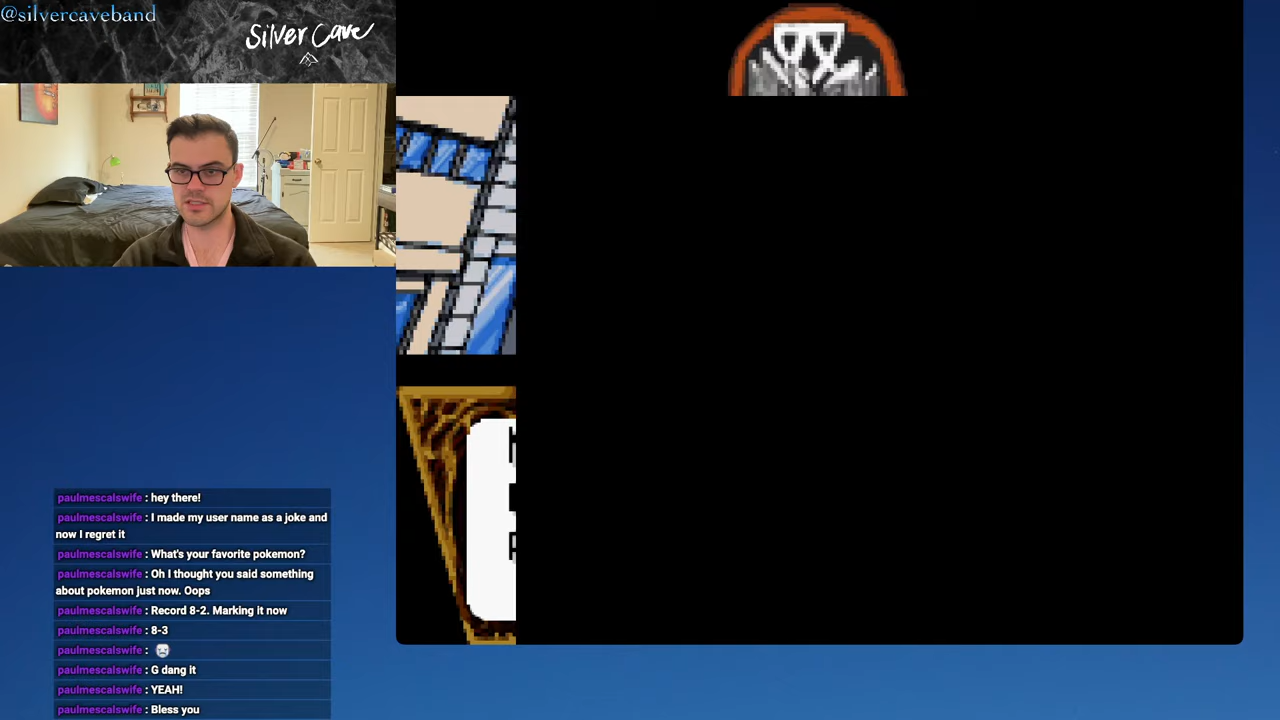 @silvercaveband
Silver Cave
paulmescalswife : hey there!
paulmescalswife : I made my user name as a joke and
now I regret it
paulmescalswife : What's your favorite pokemon?
paulmescalswife : Oh I thought you said something
about pokemon just now. Oops
paulmescalswife : Record 8-2. Marking it now
paulmescalswife : 8-3
paulmescalswife :
paulmescalswife : G dang it
paulmescalswife : YEAH!
paulmescalswife : Bless you